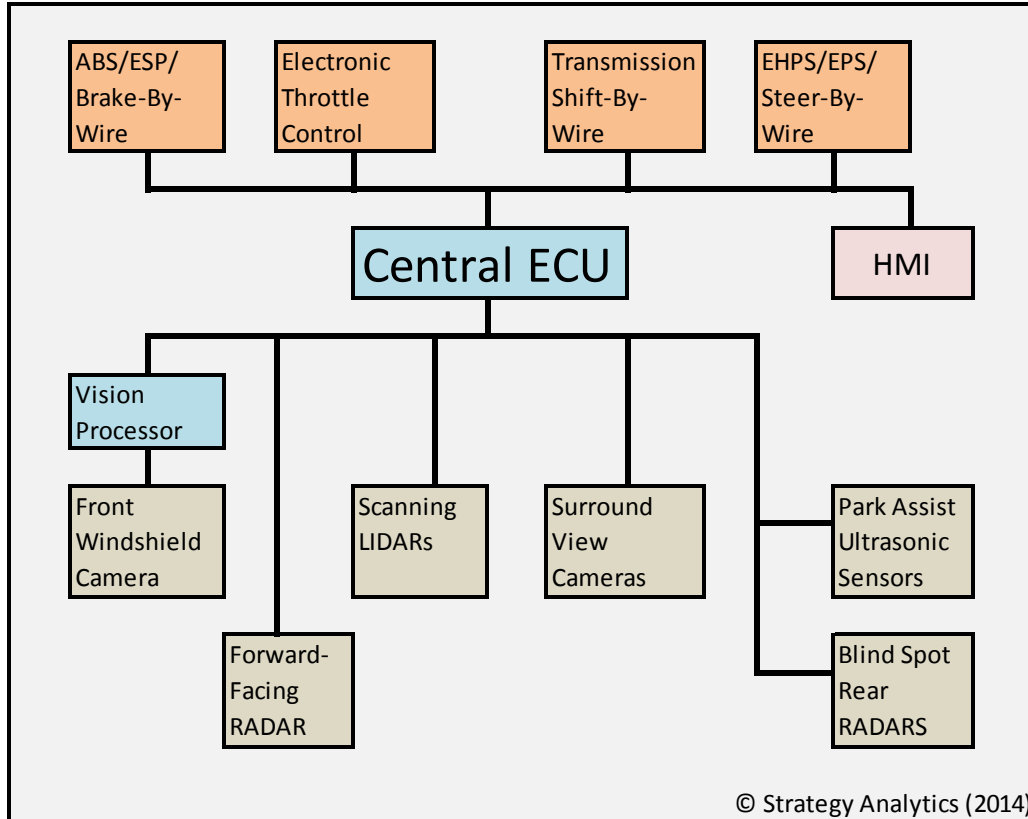 ABS/ESP/
Brake-By-
Wire
Electronic
Throttle
Control
Transmission
Shift-By-
Wire
EHPS/EPS/
Steer-By-
Wire
Central ECU
HMI
Vision
Processor
Front
Windshield
Camera
Scanning
LIDARs
Surround
View
Cameras
Park Assist
Ultrasonic
Sensors
Forward-
Facing
RADAR
Blind Spot
Rear
RADARS
© Strategy Analytics (2014)